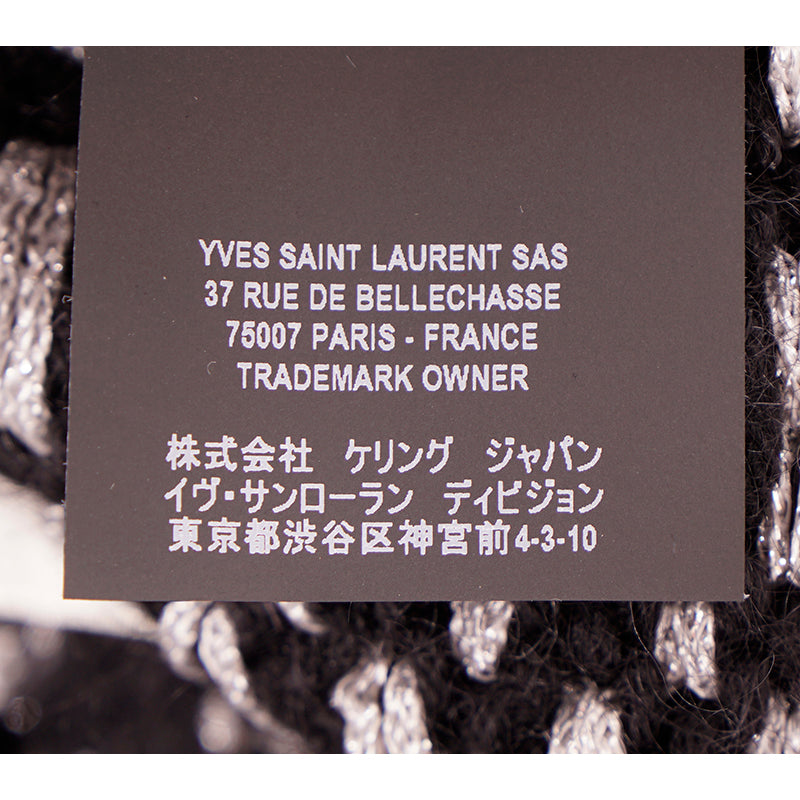 YVES SAINT LAURENT SAS
37 RUE DE BELLECHASSE
75007 PARIS - FRANCE
TRADEMARK OWNER
株式会社 ケリング ジャパン
イヴ・サンローラン ディビジョン
東京都渋谷区神宮前4-3-10